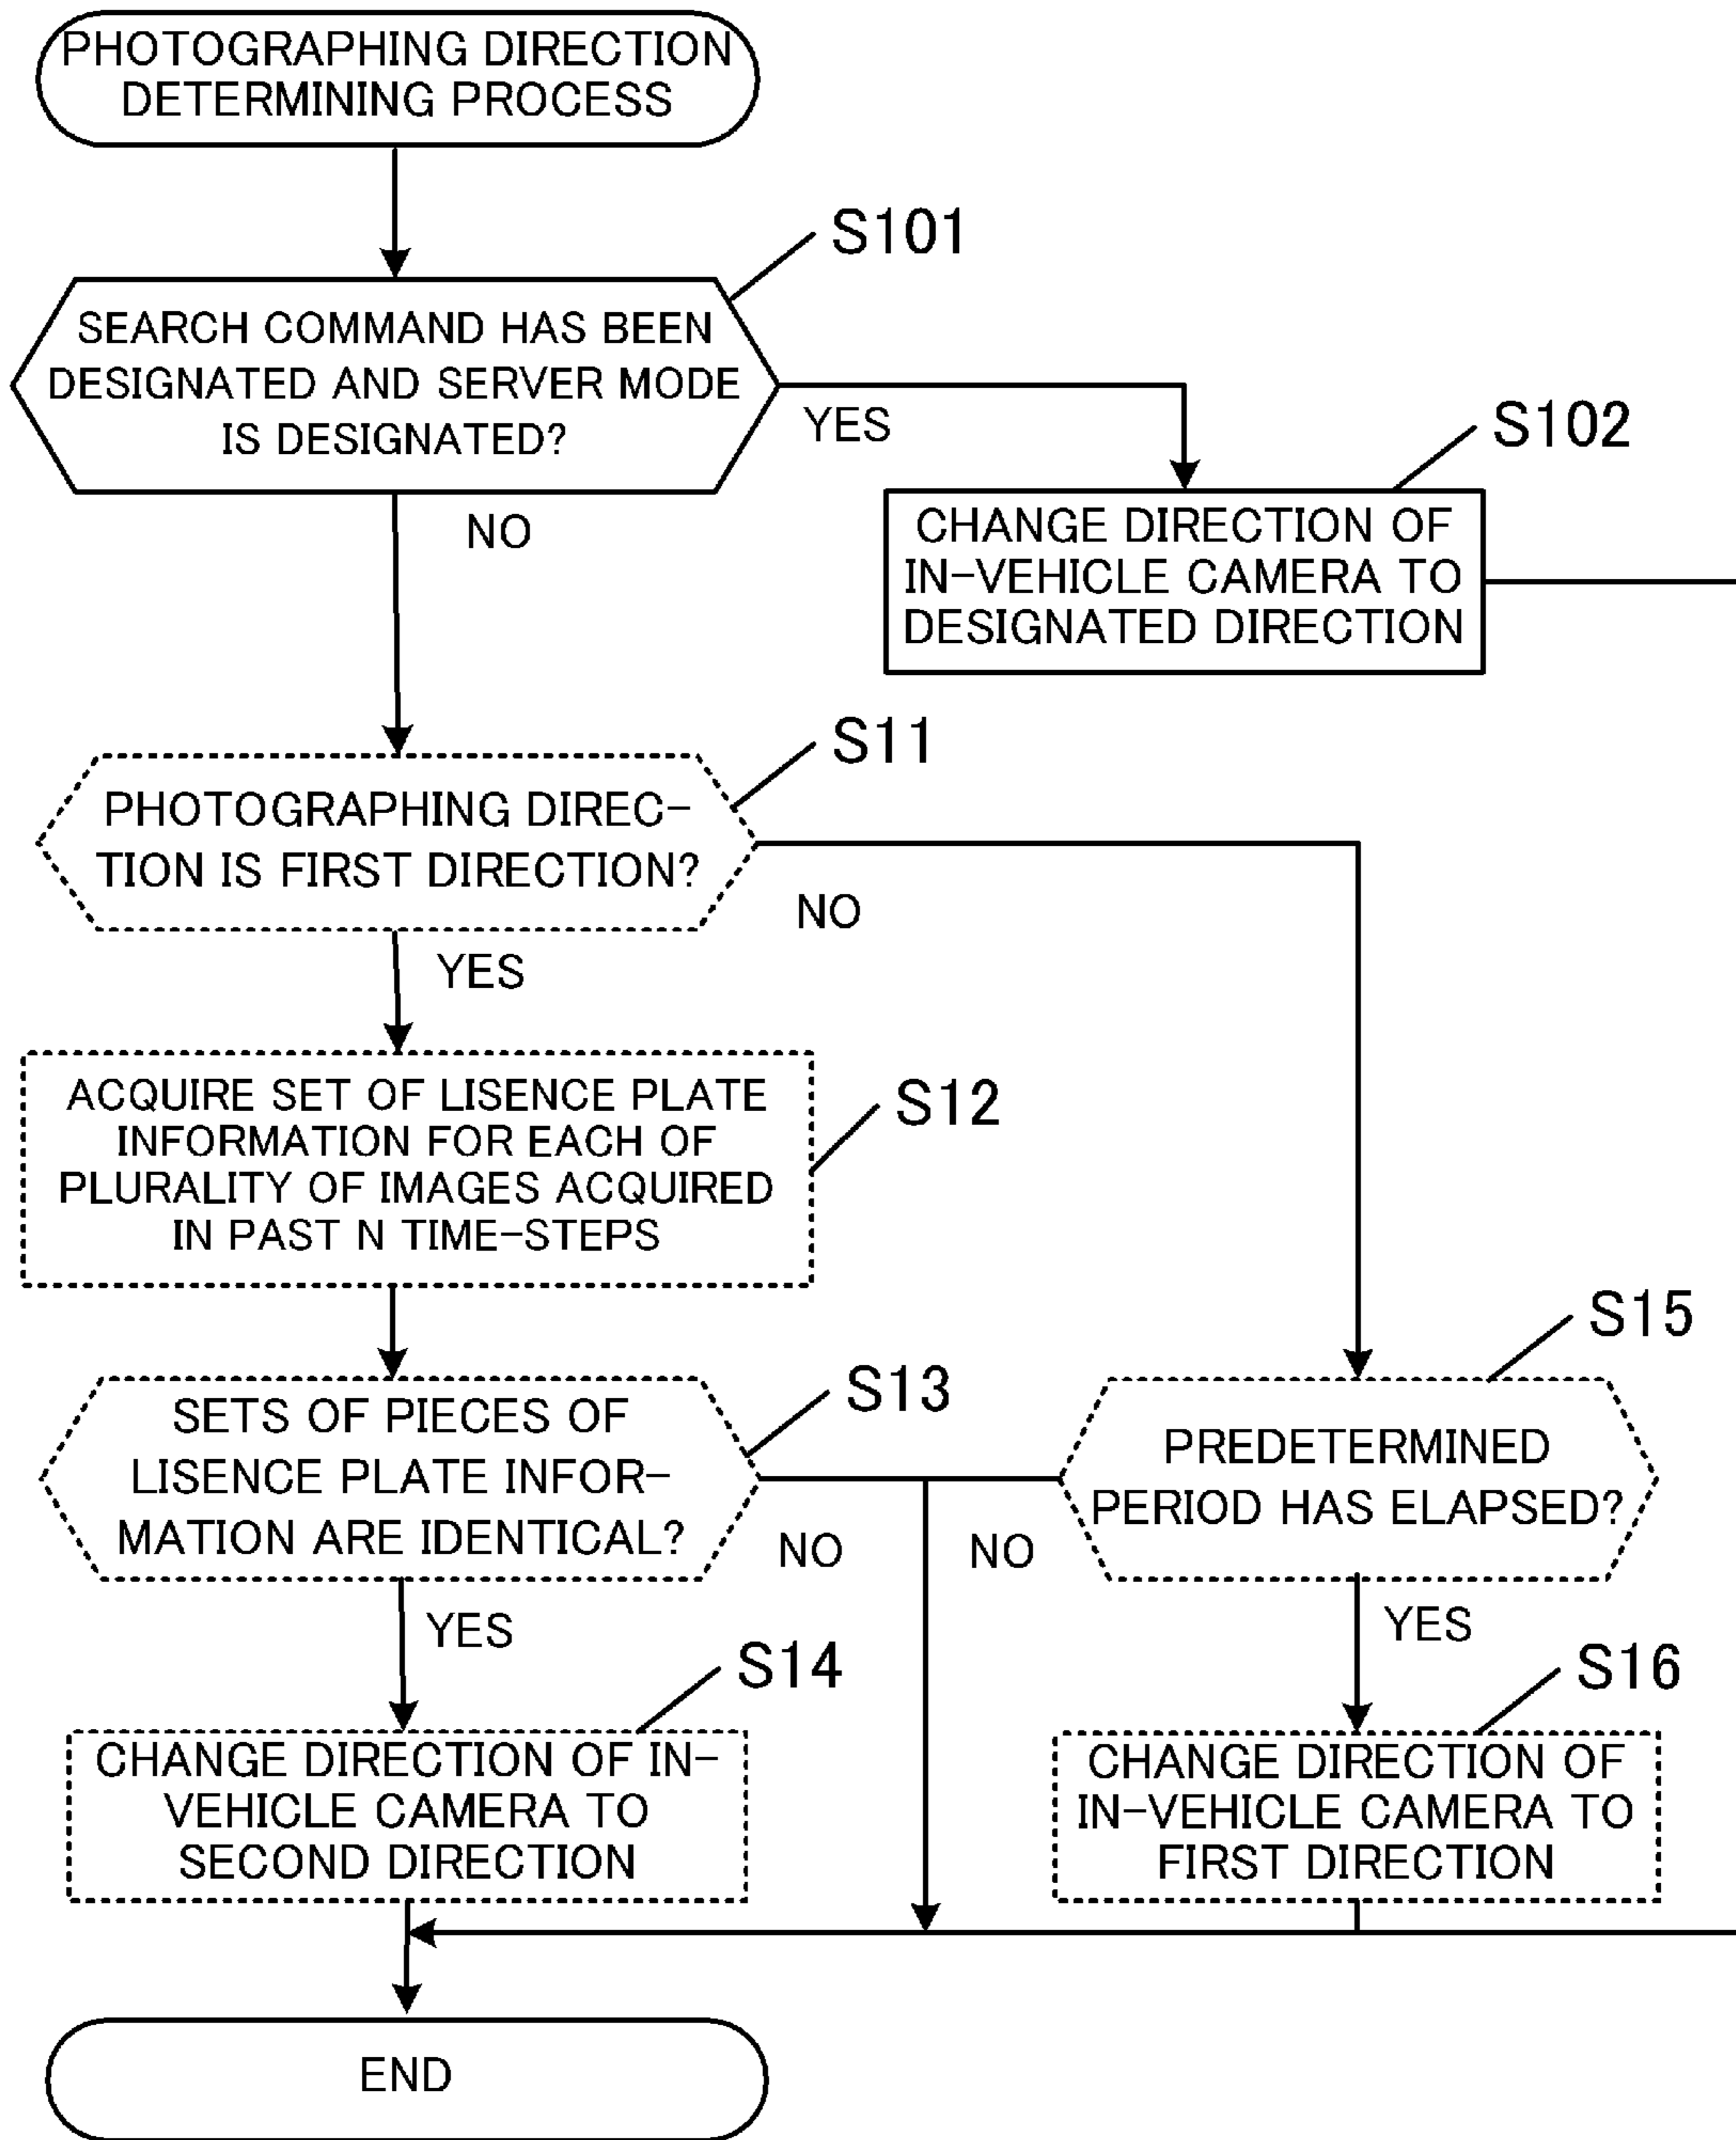 PHOTOGRAPHING DIRECTION
DETERMINING PROCESS
S101
SEARCH COMMAND HAS BEEN
DESIGNATED AND SERVER MODE
IS DESIGNATED?
YES
NO
S102
CHANGE DIRECTION OF
IN-VEHICLE CAMERA TO
DESIGNATED DIRECTION
S11
PHOTOGRAPHING DIREC-
TION IS FIRST DIRECTION?
NO
YES
S12
ACQUIRE SET OF LISENCE PLATE
INFORMATION FOR EACH OF
PLURALITY OF IMAGES ACQUIRED
IN PAST N TIME-STEPS
S13
SETS OF PIECES OF
LISENCE PLATE INFOR-
MATION ARE IDENTICAL?
NO
YES
S15
PREDETERMINED
PERIOD HAS ELAPSED?
NO
YES
S14
CHANGE DIRECTION OF IN-
VEHICLE CAMERA TO
SECOND DIRECTION
S16
CHANGE DIRECTION OF
IN-VEHICLE CAMERA TO
FIRST DIRECTION
END